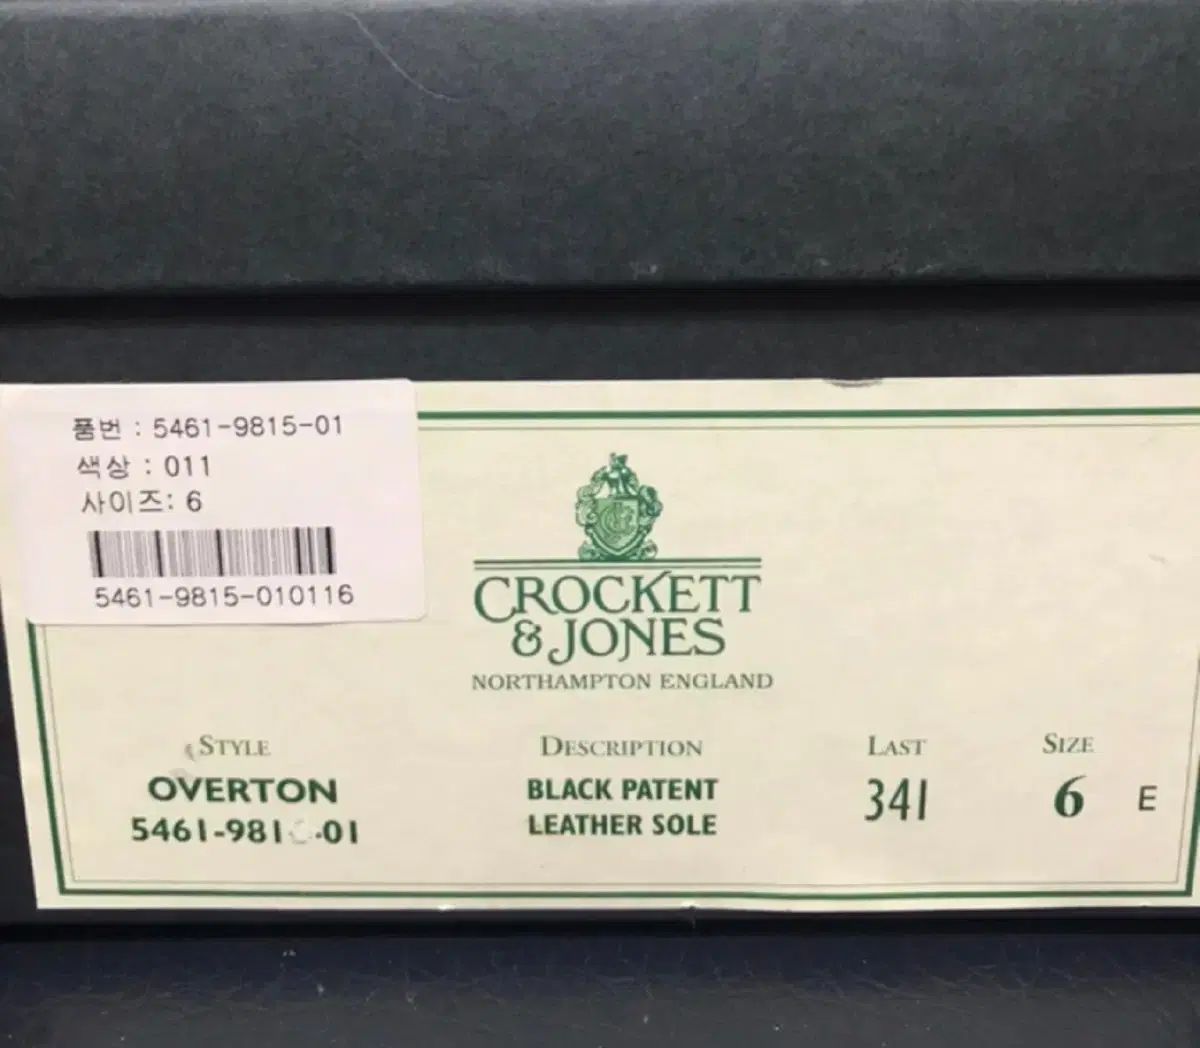 품번 : 5461-9815-01
색상 : 011
사이즈: 6
5461-9815-010116
CROCKETT
& JONES
NORTHAMPTON ENGLAND
STYLE
OVERTON
DESCRIPTION
BLACK PATENT
LEATHER SOLE
LAST
341
SIZE
6 E